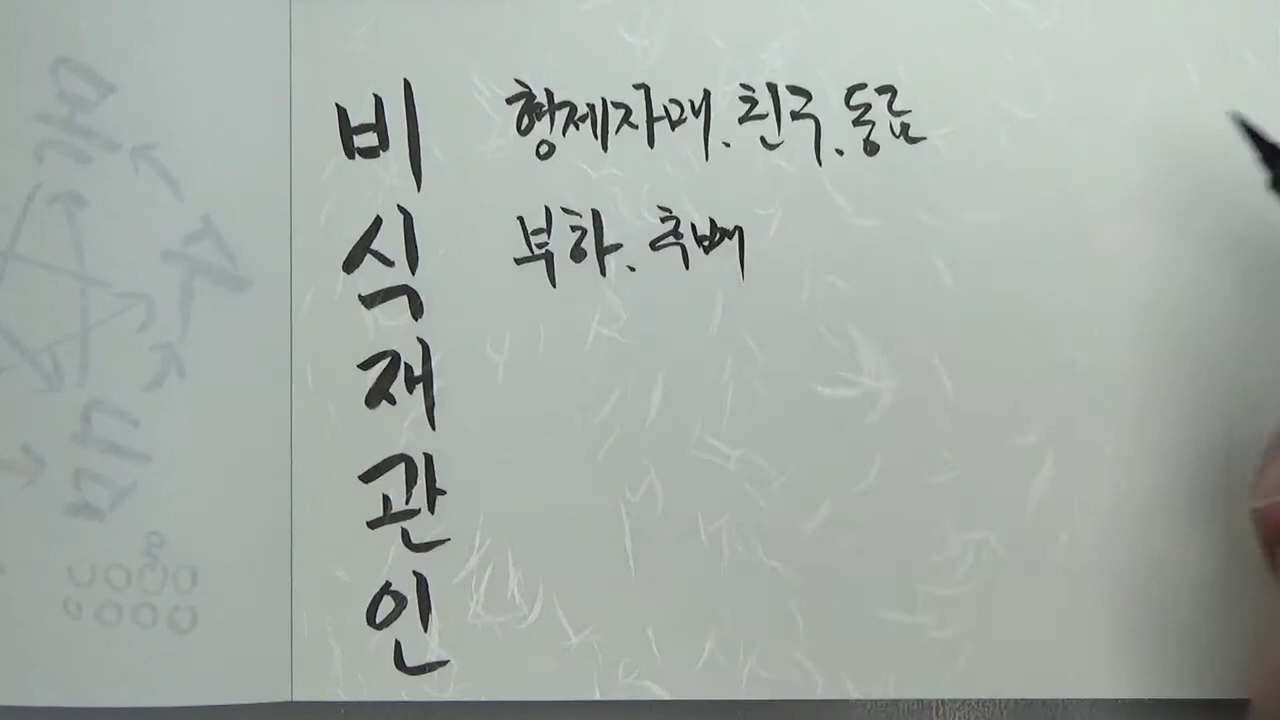 비 형제자매. 친구. 동료
식 부하. 후배
재
관
인